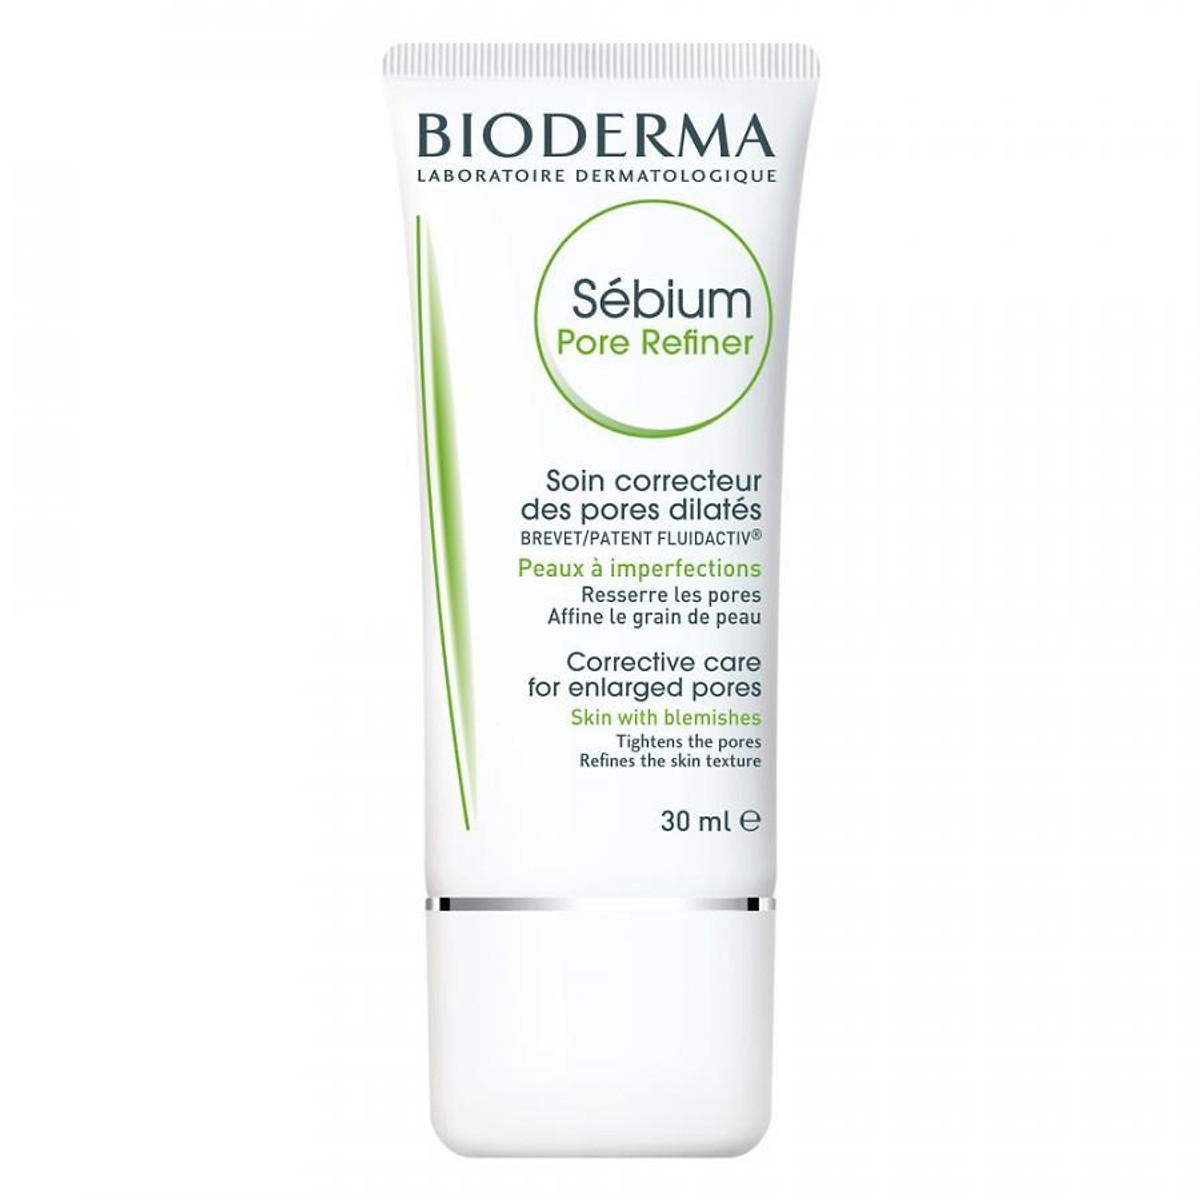 BIODERMA
LABORATOIRE DERMATOLOGIQUE
Sébium
Pore Refiner
Soin correcteur
des pores dilatés
BREVET/PATENT FLUIDACTIV®
Peaux à imperfections
Resserre les pores
Affine le grain de peau
Corrective care
for enlarged pores
Skin with blemishes
Tightens the pores
Refines the skin texture
30 ml ℮